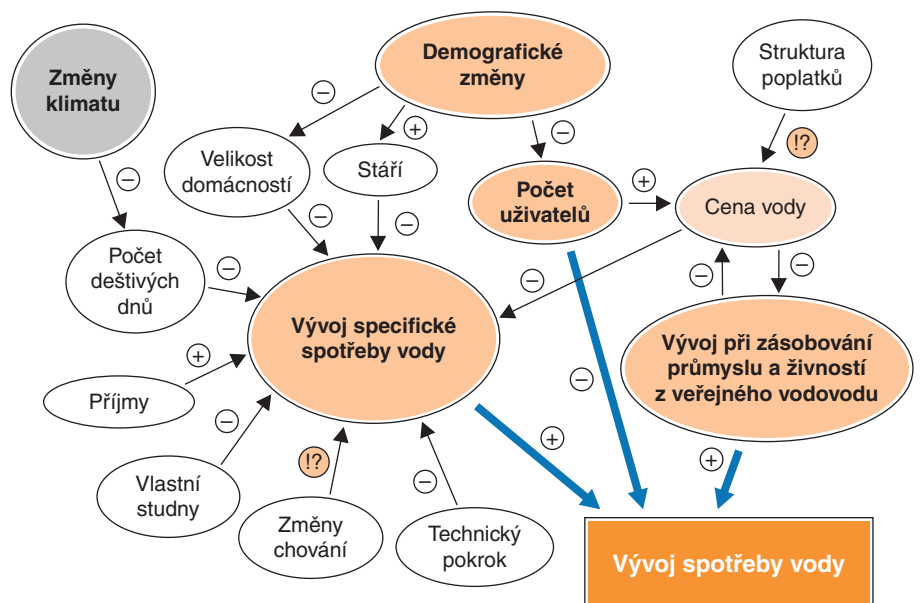 Změny
klimatu
Demografické
změny
Struktura
poplatků
−
+
−
!?
−
Velikost
domácností
Stáří
Počet
uživatelů
+
Cena vody
−
−
Počet
deštivých
dnů
−
−
−
−
Vývoj specifické
spotřeby vody
Vývoj při zásobování
průmyslu a živností
z veřejného vodovodu
+
Příjmy
−
−
!?
−
+
+
Vlastní
studny
Změny
chování
Technický
pokrok
Vývoj spotřeby vody